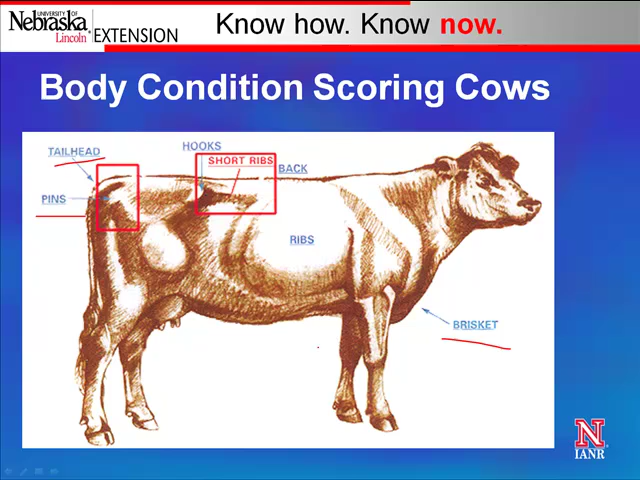 UNIVERSITY OF
Nebraska
Lincoln
EXTENSION
Know how. Know now.
Body Condition Scoring Cows
TAILHEAD
HOOKS
SHORT RIBS
BACK
PINS
RIBS
BRISKET
N
IANR